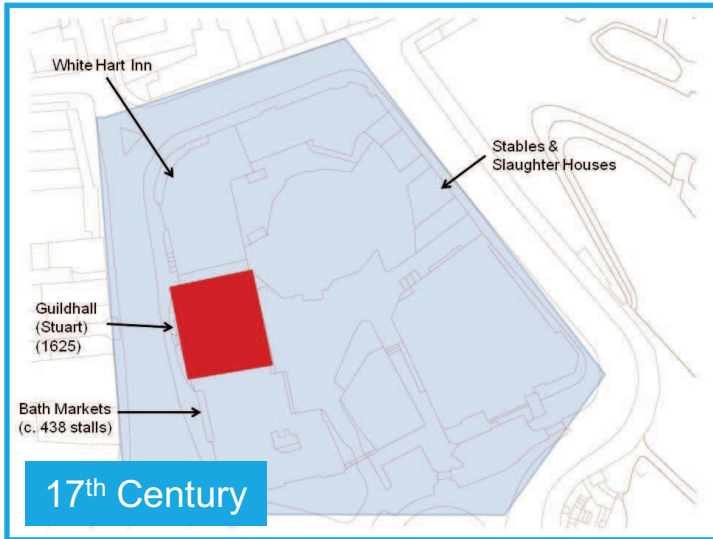 White Hart Inn
Stables &
Slaughter Houses
Guildhall
(Stuart)
(1625)
Bath Markets
(c. 438 stalls)
17th Century